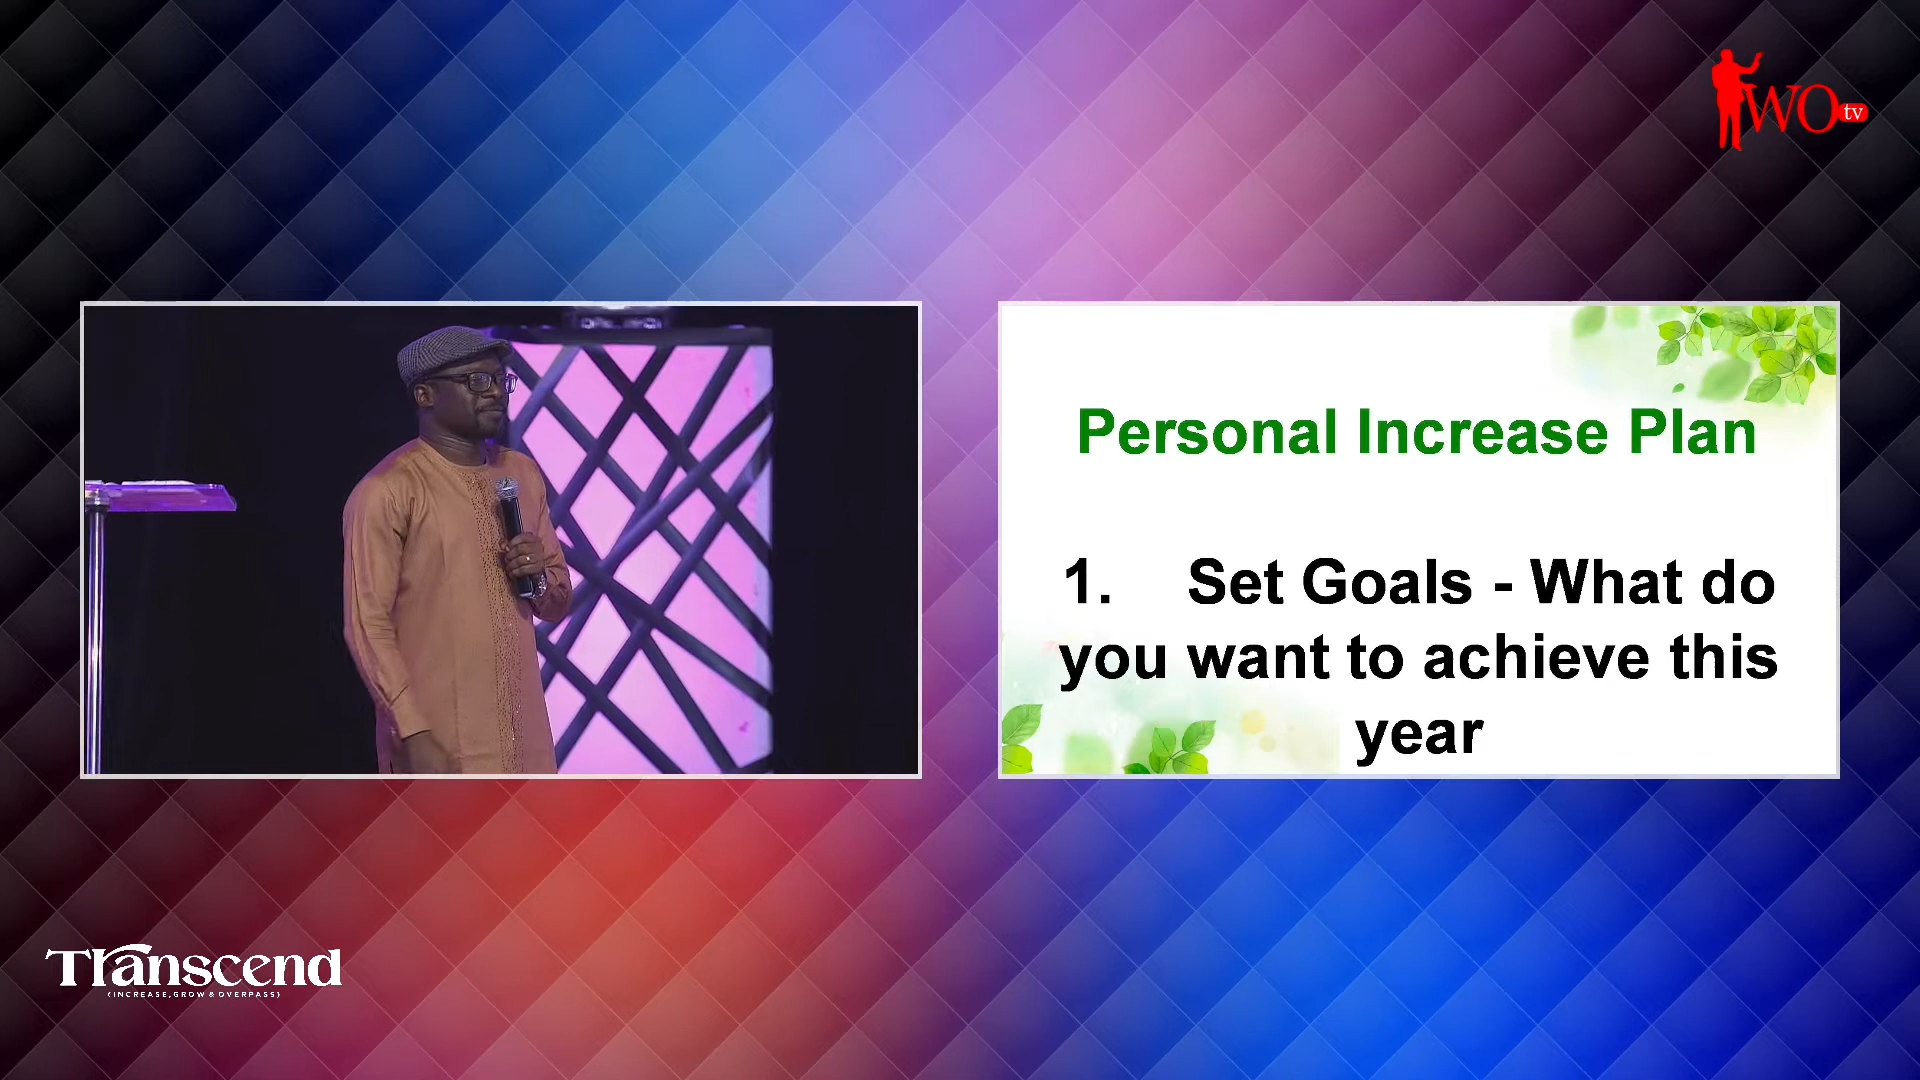 WO tv
Personal Increase Plan
1. Set Goals - What do
you want to achieve this
year
Transcend
(INCREASE, GROW & OVERPASS)